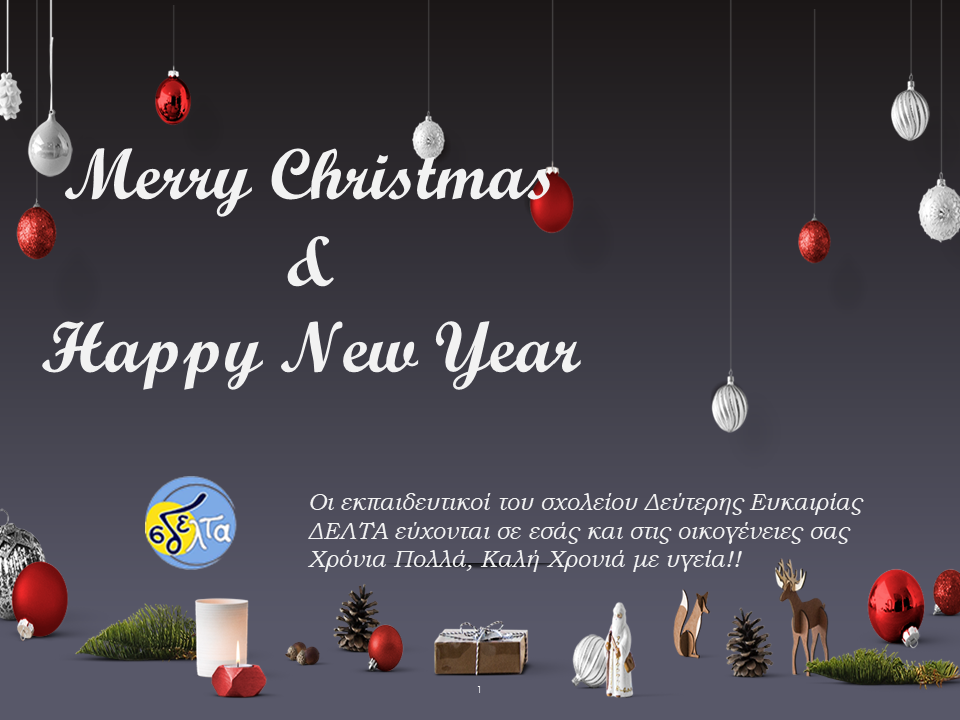 Merry Christmas
&
Happy New Year
σδελτα
Οι εκπαιδευτικοί του σχολείου Δεύτερης Ευκαιρίας
ΔΕΛΤΑ εύχονται σε εσάς και στις οικογένειες σας
Χρόνια Πολλά, Καλή Χρονιά με υγεία!!
1